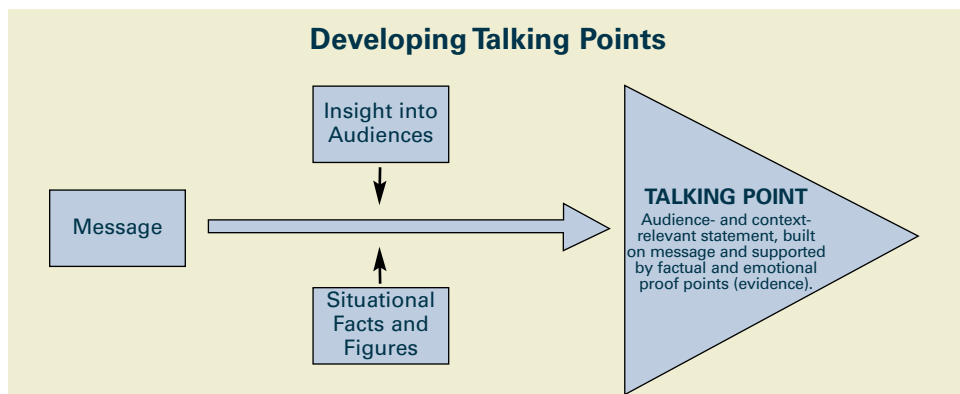 Developing Talking Points
Insight into
Audiences
Message
TALKING POINT
Audience- and context-
relevant statement, built
on message and supported
by factual and emotional
proof points (evidence).
Situational
Facts and
Figures